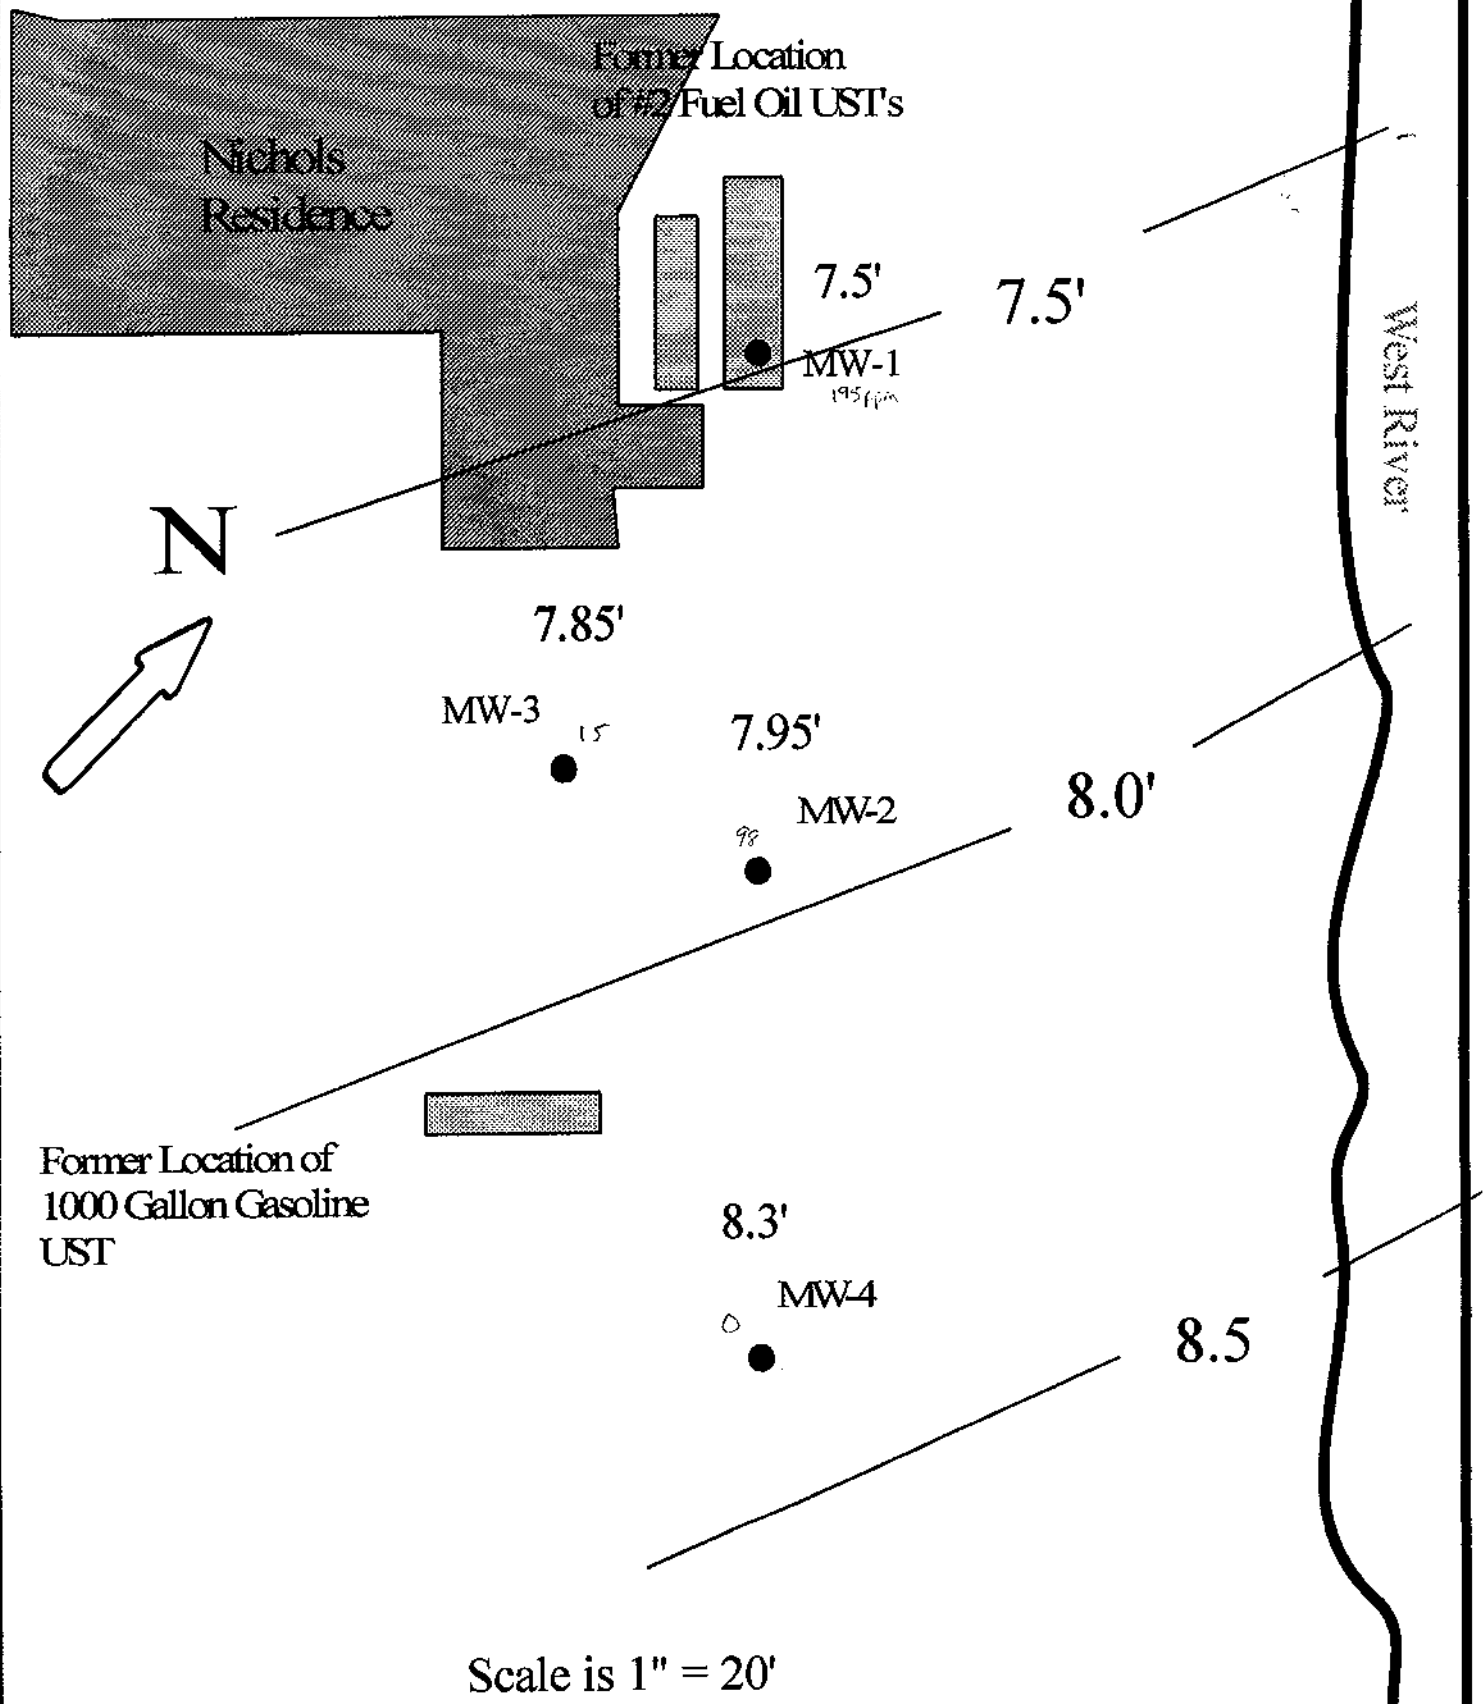 Former Location
of #2 Fuel Oil UST's
Nichols
Residence
7.5'
7.5'
MW-1
195 ppm
West River
N
7.85'
MW-3
15
7.95'
MW-2
98
8.0'
Former Location of
1000 Gallon Gasoline
UST
8.3'
MW-4
0
8.5
Scale is 1" = 20'